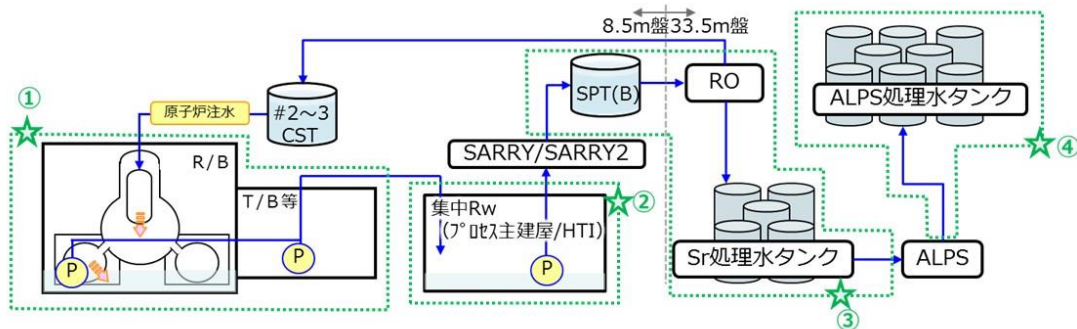 8.5m盤33.5m盤
①
原子炉注水
#2～3
CST
SPT(B)
RO
ALPS処理水タンク
④
R/B
SARRY/SARRY2
T/B等
集中Rw
(ﾌﾟﾛｾｽ主建屋/HTI)
②
P
P
P
Sr処理水タンク
ALPS
③